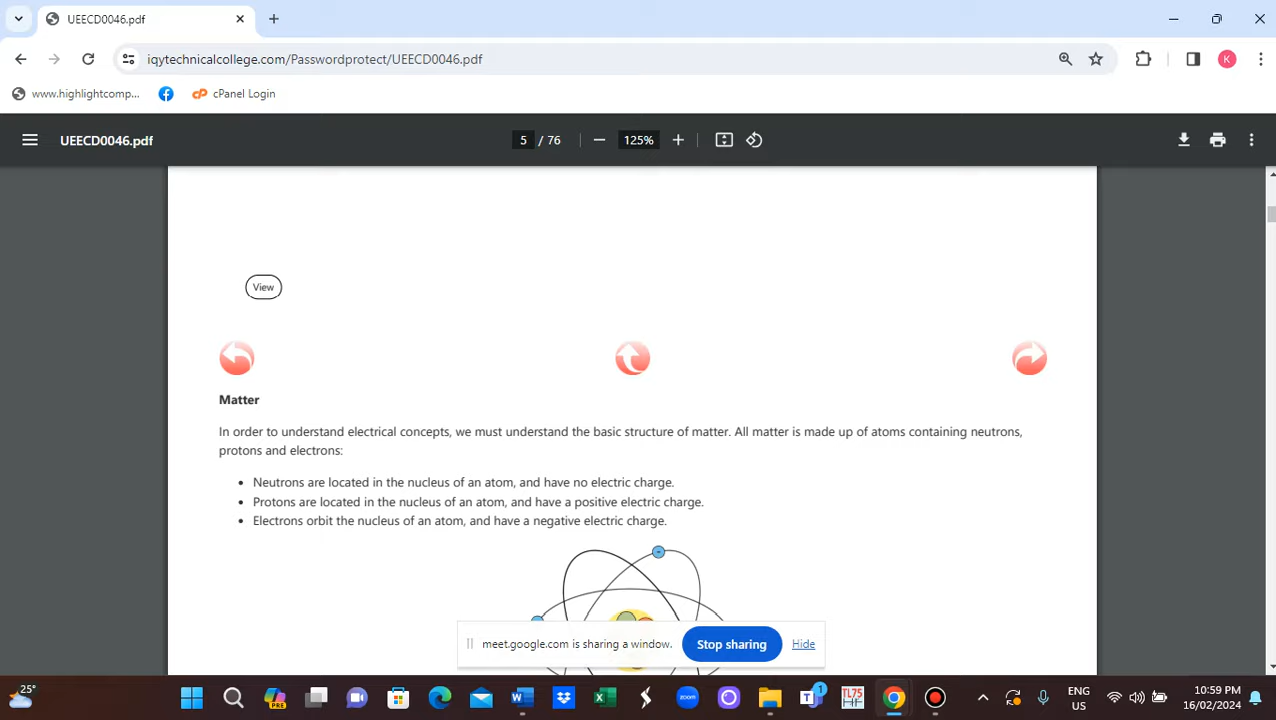 UEECD0046.pdf
iqytechnicalcollege.com/Passwordprotect/UEECD0046.pdf
K
www.highlightcomp...
cPanel Login
UEECD0046.pdf
5 / 76
125%
View
Matter
In order to understand electrical concepts, we must understand the basic structure of matter. All matter is made up of atoms containing neutrons,
protons and electrons:
• Neutrons are located in the nucleus of an atom, and have no electric charge.
• Protons are located in the nucleus of an atom, and have a positive electric charge.
• Electrons orbit the nucleus of an atom, and have a negative electric charge.
meet.google.com is sharing a window.
Stop sharing
Hide
25°
PRE
zoom
1
TL75
ENG
US
10:59 PM
16/02/2024